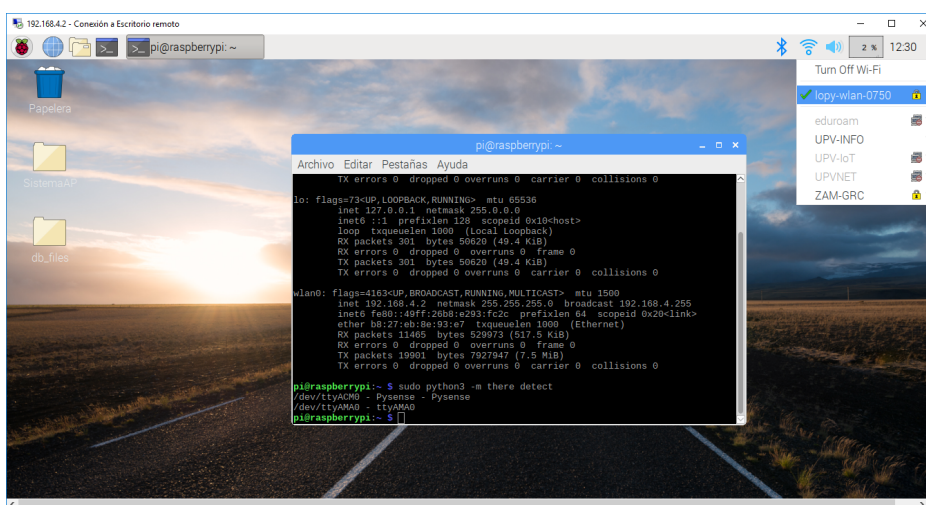 192.168.4.2 - Conexión a Escritorio remoto
pi@raspberrypi: ~
2 %
12:30
Turn Off Wi-Fi
lopy-wlan-0750
eduroam
UPV-INFO
UPV-IoT
UPVNET
ZAM-GRC
Papelera
SistemaAP
db_files
pi@raspberrypi: ~
Archivo Editar Pestañas Ayuda
TX errors 0 dropped 0 overruns 0 carrier 0 collisions 0
lo: flags=73<UP,LOOPBACK,RUNNING> mtu 65536
inet 127.0.0.1 netmask 255.0.0.0
inet6 ::1 prefixlen 128 scopeid 0x10<host>
loop txqueuelen 1000 (Local Loopback)
RX packets 301 bytes 50620 (49.4 KiB)
RX errors 0 dropped 0 overruns 0 frame 0
TX packets 301 bytes 50620 (49.4 KiB)
TX errors 0 dropped 0 overruns 0 carrier 0 collisions 0
wlan0: flags=4163<UP,BROADCAST,RUNNING,MULTICAST> mtu 1500
inet 192.168.4.2 netmask 255.255.255.0 broadcast 192.168.4.255
inet6 fe80::49ff:26b8:e293:fc2c prefixlen 64 scopeid 0x20<link>
ether b8:27:eb:8e:93:e7 txqueuelen 1000 (Ethernet)
RX packets 11465 bytes 529973 (517.5 KiB)
RX errors 0 dropped 0 overruns 0 frame 0
TX packets 19901 bytes 7927947 (7.5 MiB)
TX errors 0 dropped 0 overruns 0 carrier 0 collisions 0
pi@raspberrypi:~ $ sudo python3 -m there detect
/dev/ttyACM0 - Pysense - Pysense
/dev/ttyAMA0 - ttyAMA0
pi@raspberrypi:~ $